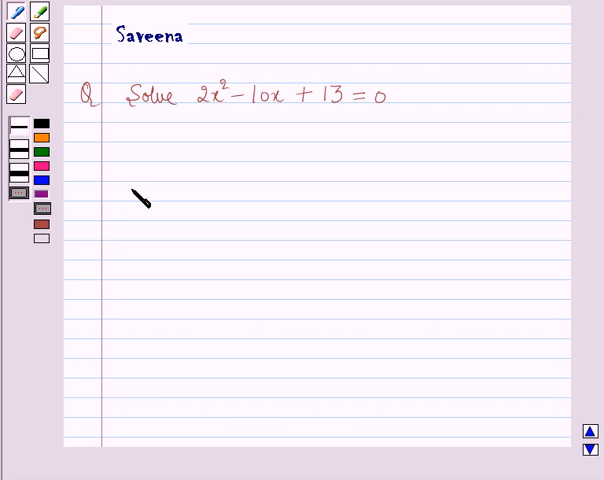 Saveena
Q Solve 2x² - 10x + 13 = 0